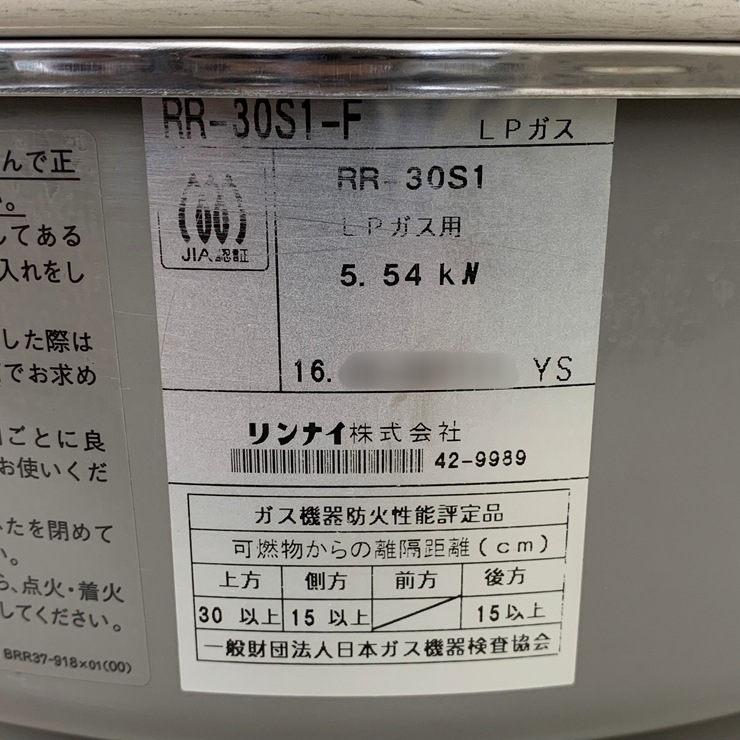 んで正
い。
してある
入れをし
した際は
でお求め
ごとに良
お使いくだ
たを閉めて
い。
ら、点火・着火
してください。
BRR37-918×01(00)
RR-30S1-F LPガス
JIA認証
RR-30S1
LPガス用
5.54 kW
16. YS
リンナイ株式会社
42-9989
ガス機器防火性能評定品
可燃物からの離隔距離(cm)
上方 側方 前方 後方
30 以上 15 以上 15以上
一般財団法人日本ガス機器検査協会